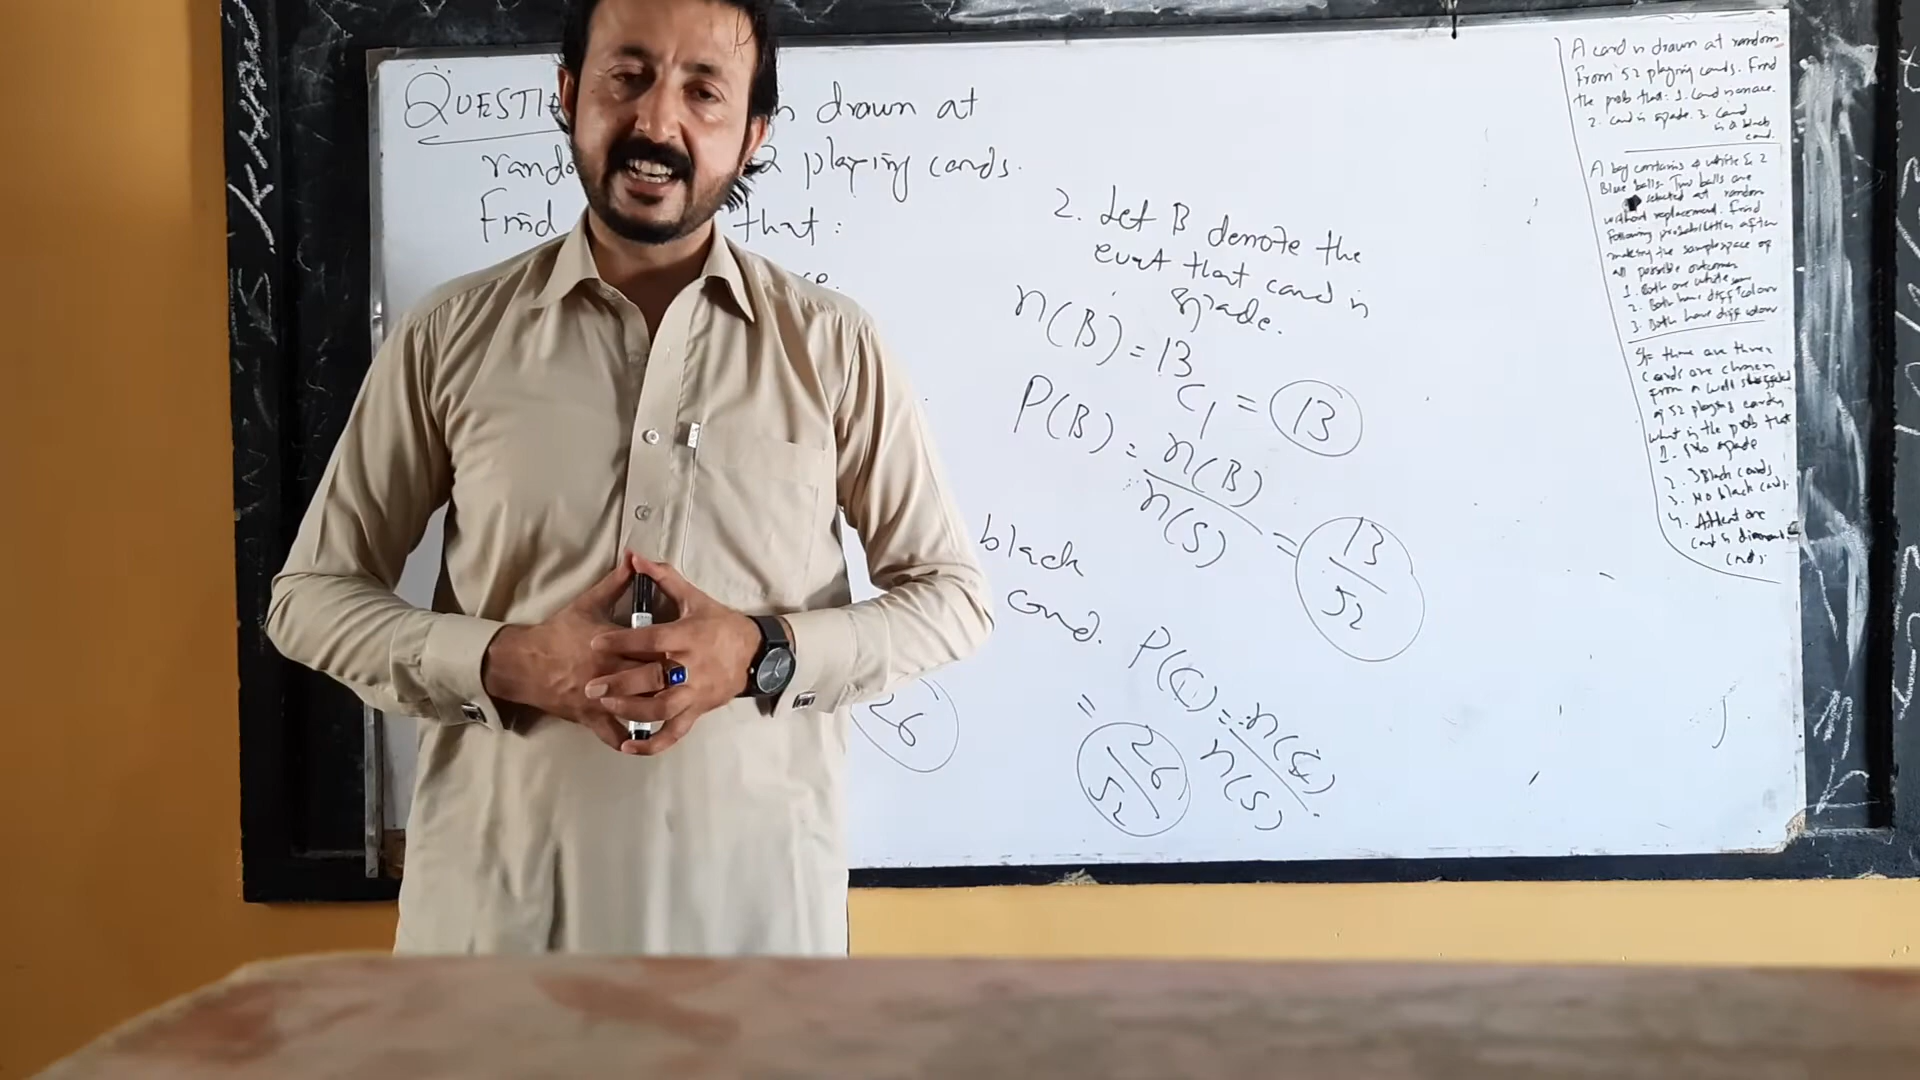 QUESTI
n drawn at
rando 2 playing cards.
Find that:
ce.
2. Let B denote the
event that card is
spade.
n(B) = 13
C1 = 13
P(B) = n(B)
n(S)
= 13
52
black
card.
26
P(C) = n(C)
n(S)
= 26
52
A card is drawn at random
From 52 playing cards. Find
the prob that: 1. Card is an ace.
2. card is spade. 3. Card
is a black
card.
A bag contains 4 white & 2
Blue balls. Two balls are
selected at random
without replacement. Find
Following probabilities after
making the sample space of
all possible outcomes
1. Both are white
2. Both have diff colour
3. Both have diff colour
If there are three
cards are chosen
from a well
of 52 playing cards
what is the prob that
1. No spade
2. 3 Black cards
3. No black cards
4. Atleast one
card is diamond
cards